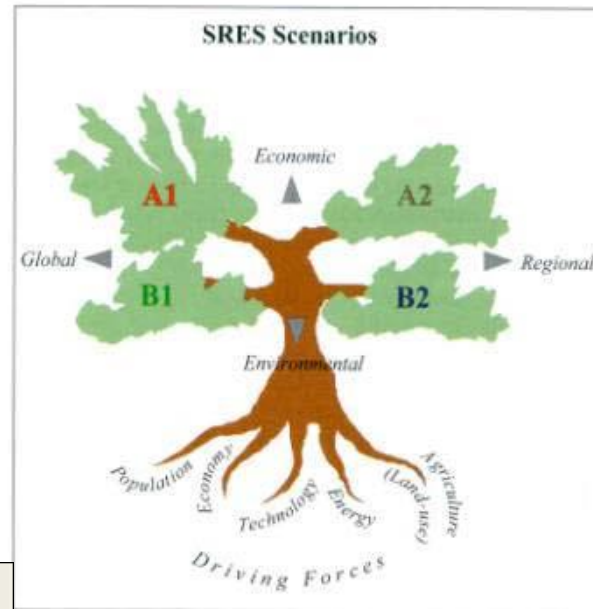 SRES Scenarios
Economic
A1
A2
Global
Regional
B1
B2
Environmental
Population
Economy
Technology
Energy
Agriculture
(Land-use)
Driving Forces